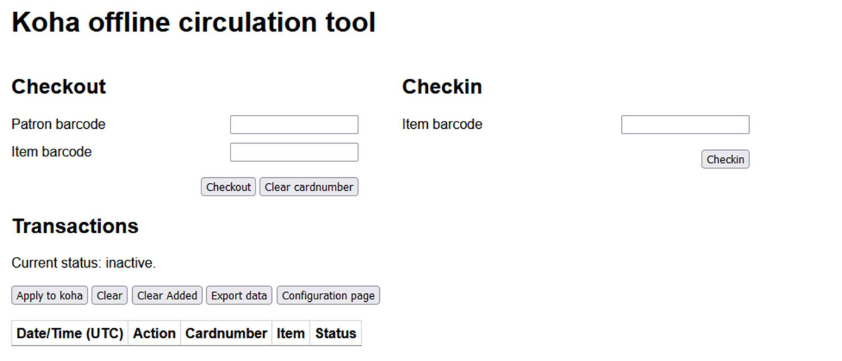 Koha offline circulation tool
Checkout
Patron barcode
Item barcode
Checkout Clear cardnumber
Checkin
Item barcode
Checkin
Transactions
Current status: inactive.
Apply to koha Clear Clear Added Export data Configuration page
Date/Time (UTC) Action Cardnumber Item Status